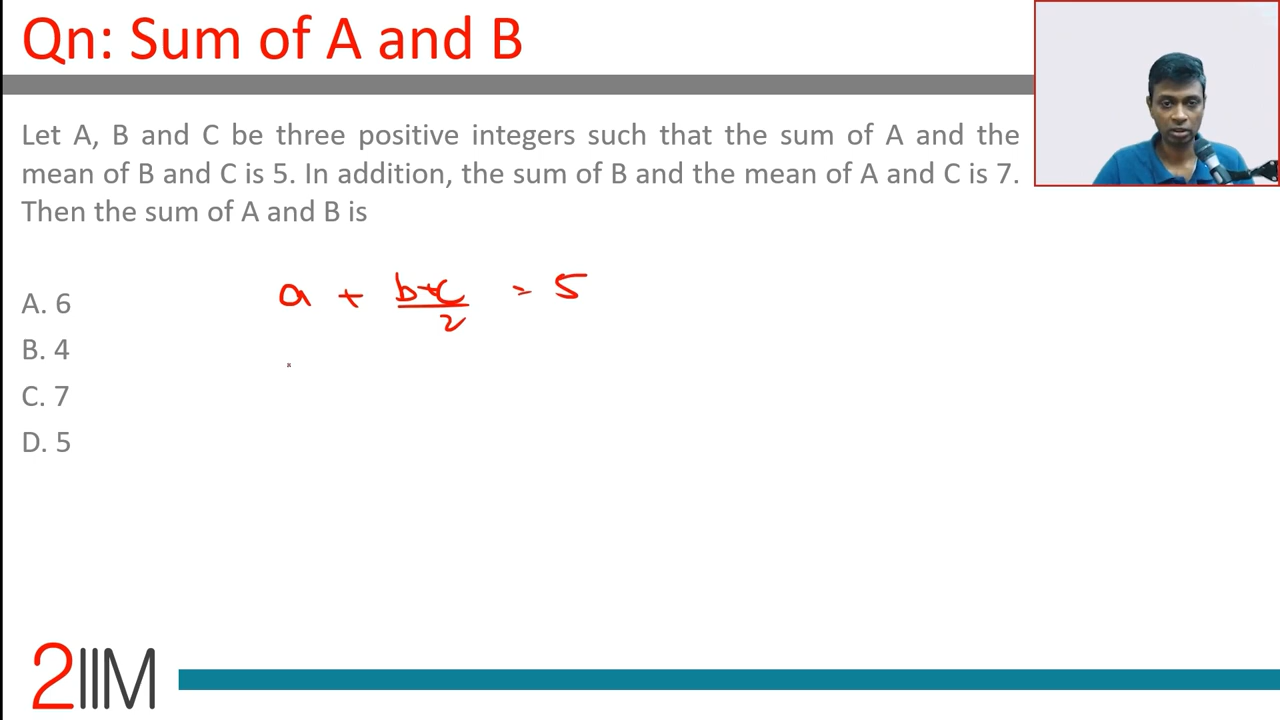 Qn: Sum of A and B
Let A, B and C be three positive integers such that the sum of A and the
mean of B and C is 5. In addition, the sum of B and the mean of A and C is 7.
Then the sum of A and B is
A. 6
B. 4
C. 7
D. 5
a + b+c/2 = 5
2IIM